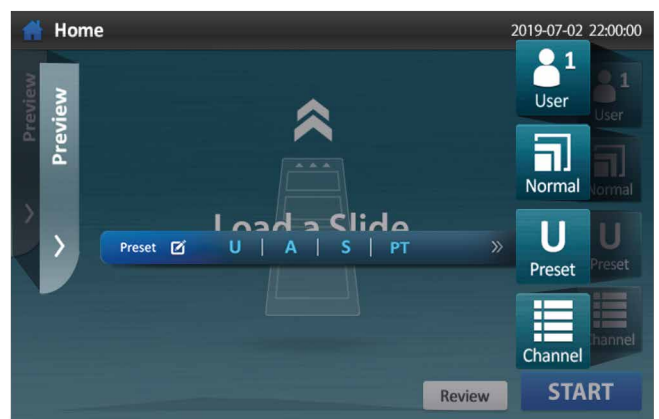 Home
2019-07-02 22:00:00
Preview
Preview
1
User
1
User
Normal
Normal
Load a Slide
Preset U | A | S | PT »
U
Preset
U
Preset
Channel
Channel
Review
START